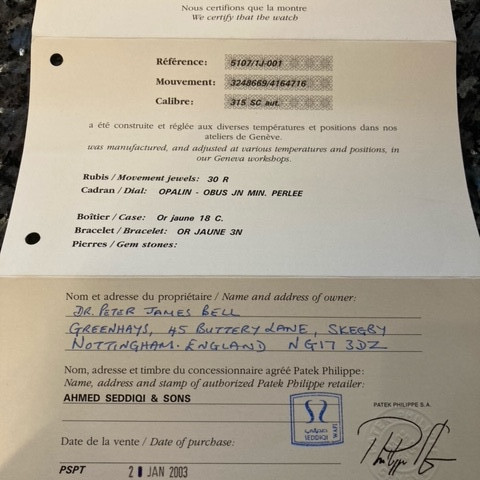 Nous certifions que la montre
We certify that the watch
Référence: 5107/1J-001
Mouvement: 3248669/4164716
Calibre: 315 SC aut.
a été construite et réglée aux diverses températures et positions dans nos
ateliers de Genève.
was manufactured, and adjusted at various temperatures and positions, in
our Geneva workshops.
Rubis / Movement jewels: 30 R
Cadran / Dial: OPALIN - OBUS JN MIN. PERLEE
Boîtier / Case: Or jaune 18 C.
Bracelet / Bracelet: OR JAUNE 3N
Pierres / Gem stones:
Nom et adresse du propriétaire / Name and address of owner:
DR. PETER JAMES BELL
GREENHAYS, 45 BUTTERY LANE, SKEGBY
NOTTINGHAM. ENGLAND NG17 3DZ
Nom, adresse et timbre du concessionnaire agréé Patek Philippe:
Name, address and stamp of authorized Patek Philippe retailer:
AHMED SEDDIQI & SONS
صديقي
SEDDIQI
PATEK PHILIPPE S.A.
Date de la vente / Date of purchase:
PSPT 2 JAN 2003